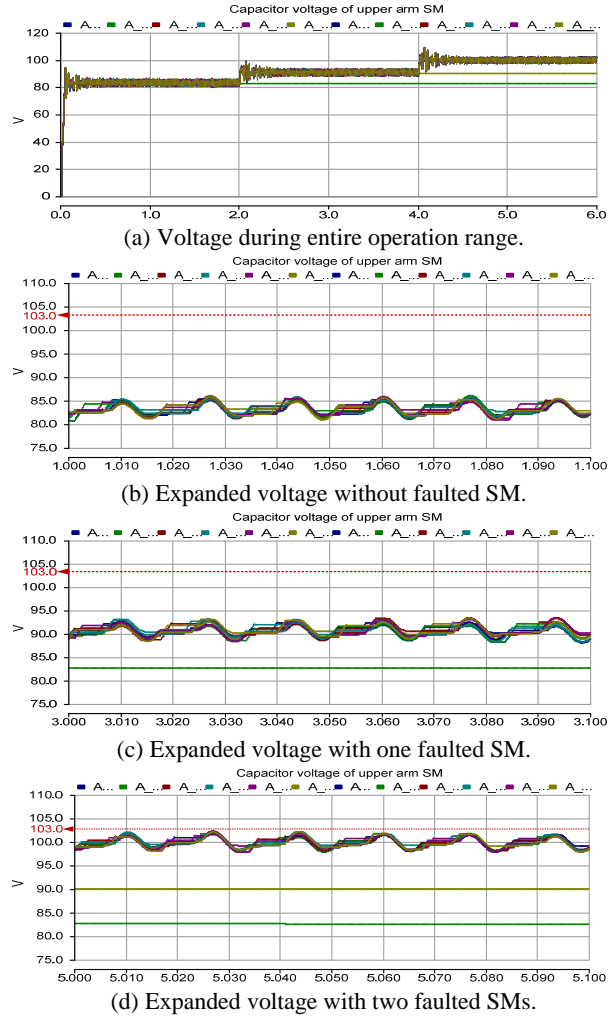 Capacitor voltage of upper arm SM
A... A_... A_... A_... A_... A_... A... A_... A_... A_... A_... A_...
120
100
80
60
40
20
0
V
0.0 1.0 2.0 3.0 4.0 5.0 6.0
(a) Voltage during entire operation range.
Capacitor voltage of upper arm SM
A... A_... A_... A_... A_... A_... A... A_... A_... A_... A_... A_...
110.0
105.0
103.0
100.0
95.0
90.0
85.0
80.0
75.0
V
1.000 1.010 1.020 1.030 1.040 1.050 1.060 1.070 1.080 1.090 1.100
(b) Expanded voltage without faulted SM.
Capacitor voltage of upper arm SM
A... A_... A_... A_... A_... A_... A... A_... A_... A_... A_... A_...
110.0
105.0
103.0
100.0
95.0
90.0
85.0
80.0
75.0
V
3.000 3.010 3.020 3.030 3.040 3.050 3.060 3.070 3.080 3.090 3.100
(c) Expanded voltage with one faulted SM.
Capacitor voltage of upper arm SM
A... A_... A_... A_... A_... A_... A... A_... A_... A_... A_... A_...
110.0
105.0
103.0
100.0
95.0
90.0
85.0
80.0
75.0
V
5.000 5.010 5.020 5.030 5.040 5.050 5.060 5.070 5.080 5.090 5.100
(d) Expanded voltage with two faulted SMs.